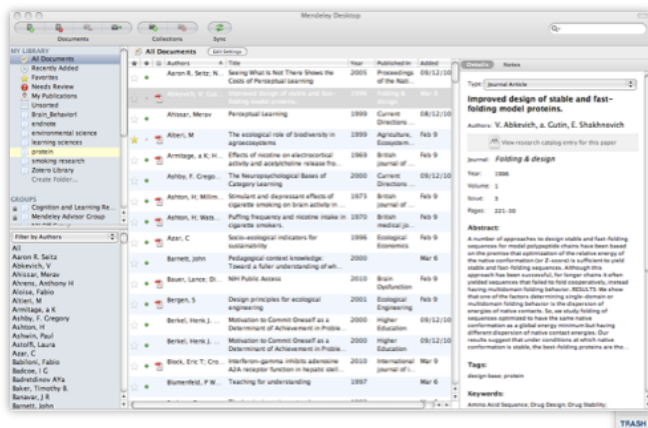 Mendeley Desktop
Documents
Collections
Sync
MY LIBRARY
All Documents
Recently Added
Favorites
Needs Review
My Publications
Unsorted
Brain_Behavior1
endnote
environmental science
learning sciences
protein
smoking research
Zotero Library
Create Folder...
GROUPS
Cognition and Learning Re...
Mendeley Advisor Group
Filter by Authors
All
Aaron R. Seitz
Abkevich, V
Ahissar, Merav
Ahrens, Anthony H
Aloise, Fabio
Altieri, M
Armitage, a K
Ashby, F. Gregory
Ashton, H
Ashwin, Paul
Astolfi, Laura
Azar, C
Babiloni, Fabio
Badcoe, I G
Badretdinov AYa
Baker, Timothy B.
Banavar, J R
Barnett, John
All Documents Edit Settings
Authors Title Year Published In Added
Aaron R. Seitz; N... Seeing What Is Not There Shows the Costs of Perceptual Learning 2005 Proceedings of the Nati... 09/12/10
Improved design of stable and fast-folding model proteins. 1996 Folding & design
Ahissar, Merav Perceptual Learning 1999 Current Directions ... 08/12/10
Altieri, M The ecological role of biodiversity in agroecosystems 1999 Agriculture, Ecosystem... Feb 9
Armitage, a K; H... Effects of nicotine on electrocortical activity and acetylcholine release fro... 1969 British journal of ... Feb 9
Ashby, F. Grego... The Neuropsychological Bases of Category Learning 2000 Current Directions ... 09/12/10
Ashton, H; Millm... Stimulant and depressant effects of cigarette smoking on brain activity in ... 1973 British journal of ... Feb 9
Ashton, H; Wats... Puffing frequency and nicotine intake in cigarette smokers. 1970 British medical jo... Feb 9
Azar, C Socio-ecological indicators for sustainability 1996 Ecological Economics Feb 9
Barnett, John Pedagogical context knowledge: Toward a fuller understanding of wh... 2000 Mar 6
Bauer, Lance; Di... NIH Public Access 2010 Brain Dysfunction Feb 9
Bergen, S Design principles for ecological engineering 2001 Ecological Engineering Feb 9
Berkel, Henk J. ... Motivation to Commit Oneself as a Determinant of Achievement in Proble... 2000 Higher Education Mar 6
Berkel, Henk J. ... Motivation to Commit Oneself as a Determinant of Achievement in Proble... 2000 Higher Education Mar 6
Block, Eric T; Cro... Interferon-gamma inhibits adenosine A2A receptor function in hepatic stell... 2010 International journal of i... Mar 9
Blumenfeld, P W... Teaching for understanding 1997 Mar 6
Details Notes
Type: Journal Article
Improved design of stable and fast-
folding model proteins.
Authors: V. Abkevich, a. Gutin, E. Shakhnovich
View research catalog entry for this paper
Journal: Folding & design
Year: 1996
Volume: 1
Issue: 3
Pages: 221-30
Abstract:
A number of approaches to design stable and fast-folding
sequences for model polypeptide chains have been based
on the premise that optimisation of the relative energy of
the native conformation (or Z-score) is sufficient to yield
stable and fast-folding sequences. Although this
approach has been successful, for longer chains it often
yielded sequences that failed to fold cooperatively, instead
having multidomain folding behavior. RESULTS: We show
that one of the factors determining single-domain or
multidomain folding behavior is the dispersion of
energies of native contacts. So, we study folding of
sequences optimized to have the same native
conformation as a global energy minimum but having
different dispersion of native contact energies. Our
results suggest that under conditions at which native
conformation is stable, the best-folding proteins are the...
Tags:
design base; protein
Keywords:
Amino Acid Sequence; Drug Design; Drug Stability;
TRASH